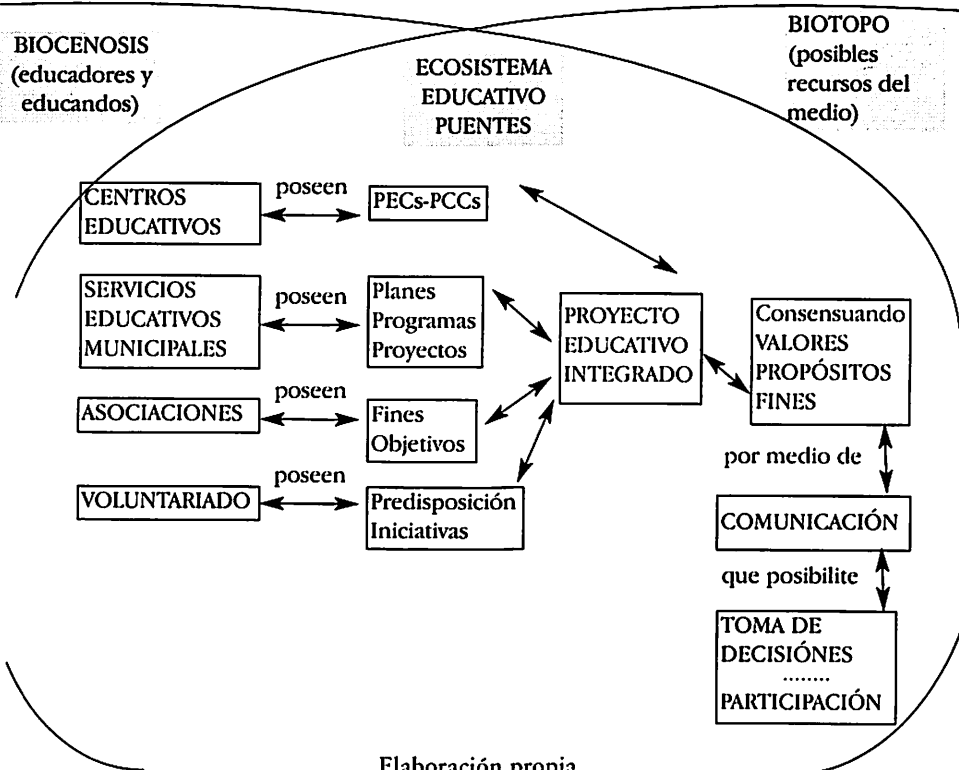 BIOCENOSIS
(educadores y
educandos)
ECOSISTEMA
EDUCATIVO
PUENTES
BIOTOPO
(posibles
recursos del
medio)
CENTROS
EDUCATIVOS
poseen
PECs-PCCs
SERVICIOS
EDUCATIVOS
MUNICIPALES
poseen
Planes
Programas
Proyectos
ASOCIACIONES
poseen
Fines
Objetivos
VOLUNTARIADO
poseen
Predisposición
Iniciativas
PROYECTO
EDUCATIVO
INTEGRADO
Consensuando
VALORES
PROPÓSITOS
FINES
por medio de
COMUNICACIÓN
que posibilite
TOMA DE
DECISIÓNES
........
PARTICIPACIÓN
Elaboración propia